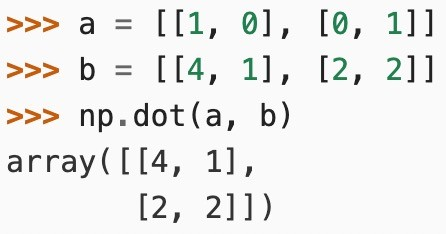 >>> a = [[1, 0], [0, 1]]
>>> b = [[4, 1], [2, 2]]
>>> np.dot(a, b)
array([[4, 1],
       [2, 2]])